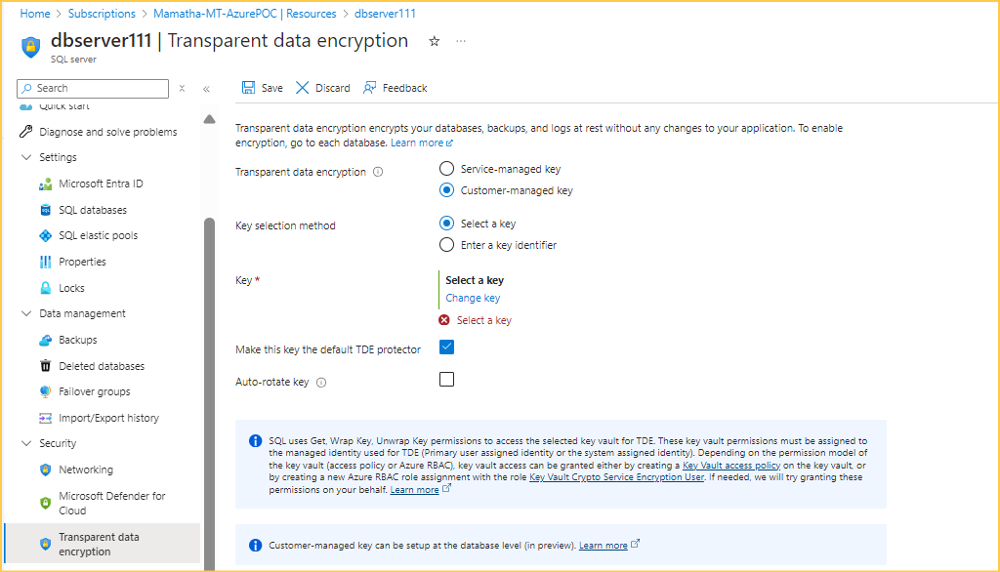 Home > Subscriptions > Mamatha-MT-AzurePOC | Resources > dbserver111
dbserver111 | Transparent data encryption
SQL server
Search
Save Discard Feedback
Quick start
Diagnose and solve problems
Settings
Microsoft Entra ID
SQL databases
SQL elastic pools
Properties
Locks
Data management
Backups
Deleted databases
Failover groups
Import/Export history
Security
Networking
Microsoft Defender for
Cloud
Transparent data
encryption
Transparent data encryption encrypts your databases, backups, and logs at rest without any changes to your application. To enable
encryption, go to each database. Learn more
Transparent data encryption
Service-managed key
Customer-managed key
Key selection method
Select a key
Enter a key identifier
Key *
Select a key
Change key
Select a key
Make this key the default TDE protector
Auto-rotate key
SQL uses Get, Wrap Key, Unwrap Key permissions to access the selected key vault for TDE. These key vault permissions must be assigned to
the managed identity used for TDE (Primary user assigned identity or the system assigned identity). Depending on the permission model of
the key vault (access policy or Azure RBAC), key vault access can be granted either by creating a Key Vault access policy on the key vault, or
by creating a new Azure RBAC role assignment with the role Key Vault Crypto Service Encryption User. If needed, we will try granting these
permissions on your behalf. Learn more
Customer-managed key can be setup at the database level (in preview). Learn more